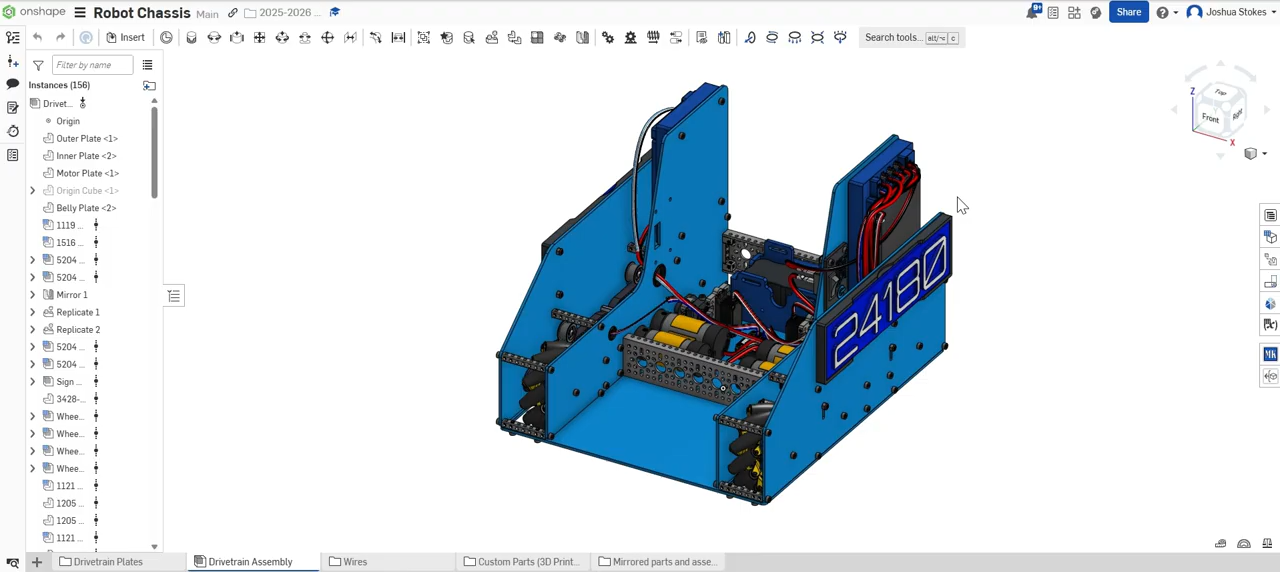 onshape Robot Chassis Main 2025-2026 ... 9+ Share Joshua Stokes
Insert Search tools... alt/⌥ c
Filter by name
Instances (156)
Drivet...
Origin
Outer Plate <1>
Inner Plate <2>
Motor Plate <1>
Origin Cube <1>
Belly Plate <2>
1119 ...
1516 ...
5204 ...
5204 ...
Mirror 1
Replicate 1
Replicate 2
5204 ...
5204 ...
Sign ...
3428-...
Whee...
Whee...
Whee...
Whee...
1121 ...
1205 ...
1205 ...
1121 ...
24180
Z
Top
Front
Right
X
Mk
Drivetrain Plates
Drivetrain Assembly
Wires
Custom Parts (3D Print...
Mirrored parts and asse...